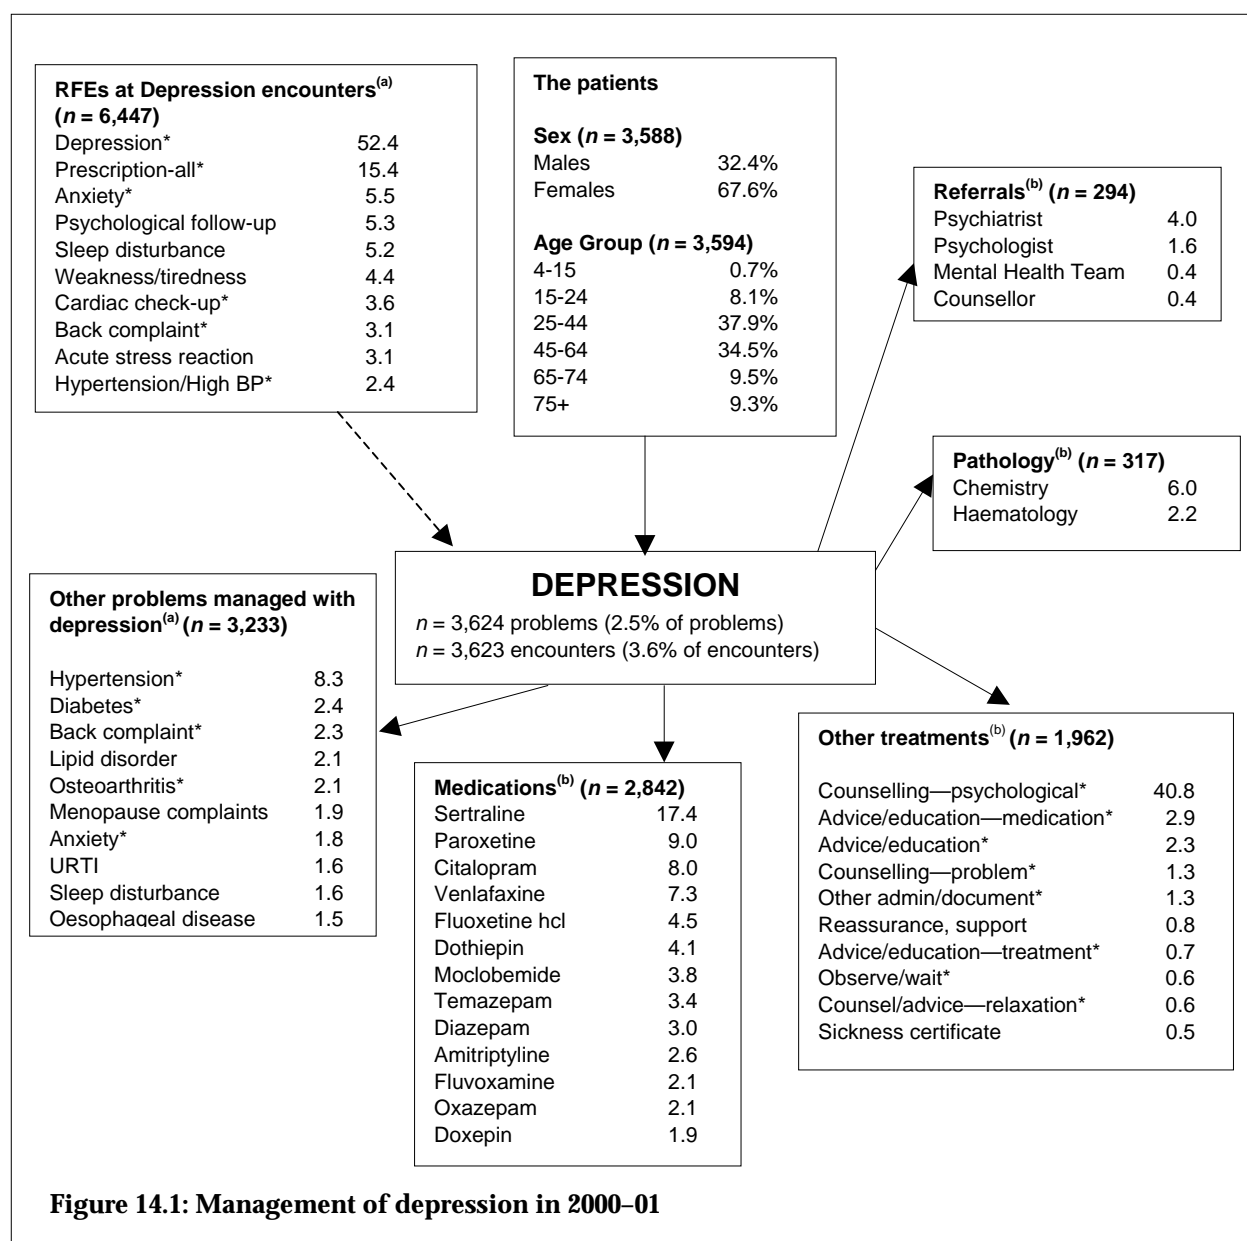 RFEs at Depression encounters(a)
(n = 6,447)
Depression* 52.4
Prescription-all* 15.4
Anxiety* 5.5
Psychological follow-up 5.3
Sleep disturbance 5.2
Weakness/tiredness 4.4
Cardiac check-up* 3.6
Back complaint* 3.1
Acute stress reaction 3.1
Hypertension/High BP* 2.4
The patients
Sex (n = 3,588)
Males 32.4%
Females 67.6%
Age Group (n = 3,594)
4-15 0.7%
15-24 8.1%
25-44 37.9%
45-64 34.5%
65-74 9.5%
75+ 9.3%
Referrals(b) (n = 294)
Psychiatrist 4.0
Psychologist 1.6
Mental Health Team 0.4
Counsellor 0.4
Pathology(b) (n = 317)
Chemistry 6.0
Haematology 2.2
DEPRESSION
n = 3,624 problems (2.5% of problems)
n = 3,623 encounters (3.6% of encounters)
Other problems managed with
depression(a) (n = 3,233)
Hypertension* 8.3
Diabetes* 2.4
Back complaint* 2.3
Lipid disorder 2.1
Osteoarthritis* 2.1
Menopause complaints 1.9
Anxiety* 1.8
URTI 1.6
Sleep disturbance 1.6
Oesophageal disease 1.5
Medications(b) (n = 2,842)
Sertraline 17.4
Paroxetine 9.0
Citalopram 8.0
Venlafaxine 7.3
Fluoxetine hcl 4.5
Dothiepin 4.1
Moclobemide 3.8
Temazepam 3.4
Diazepam 3.0
Amitriptyline 2.6
Fluvoxamine 2.1
Oxazepam 2.1
Doxepin 1.9
Other treatments(b) (n = 1,962)
Counselling—psychological* 40.8
Advice/education—medication* 2.9
Advice/education* 2.3
Counselling—problem* 1.3
Other admin/document* 1.3
Reassurance, support 0.8
Advice/education—treatment* 0.7
Observe/wait* 0.6
Counsel/advice—relaxation* 0.6
Sickness certificate 0.5
Figure 14.1: Management of depression in 2000–01